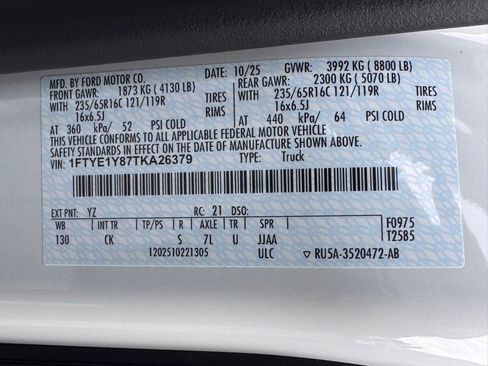 MFD. BY FORD MOTOR CO. DATE: 10/25 GVWR: 3992 KG ( 8800 LB)
FRONT GAWR: 1873 KG ( 4130 LB) REAR GAWR: 2300 KG ( 5070 LB)
WITH 235/65R16C 121/119R TIRES WITH 235/65R16C 121/119R TIRES
16x6.5J RIMS 16x6.5J RIMS
AT 360 kPa/ 52 PSI COLD AT 440 kPa/ 64 PSI COLD
THIS VEHICLE CONFORMS TO ALL APPLICABLE FEDERAL MOTOR VEHICLE
SAFETY STANDARDS IN EFFECT ON THE DATE OF MANUFACTURE SHOWN ABOVE.
VIN: 1FTYE1Y87TKA26379 TYPE: Truck
EXT PNT: YZ RC: 21 DSO: F0975
WB INT TR TP/PS R AXLE TR SPR T2585
130 CK S 7L U JJAA
1202510221305 ULC RU5A-3520472-AB